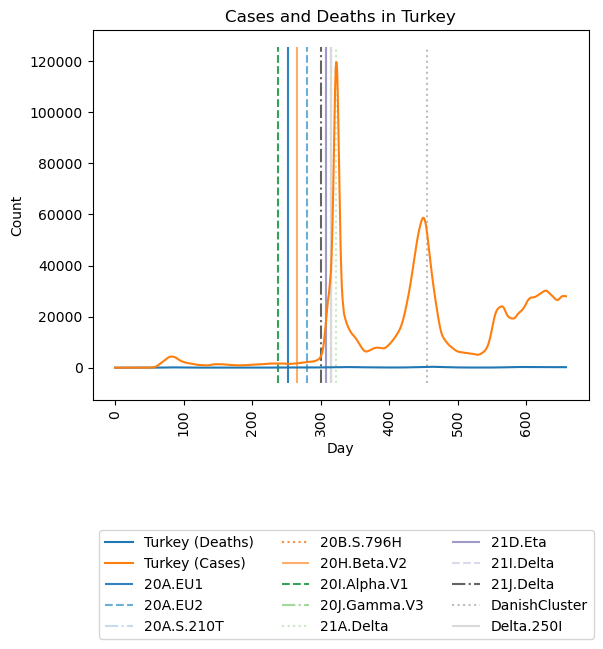 Cases and Deaths in Turkey
120000
100000
80000
60000
40000
20000
0
Count
0
100
200
300
400
500
600
Day
Turkey (Deaths)
Turkey (Cases)
20A.EU1
20A.EU2
20A.S.210T
20B.S.796H
20H.Beta.V2
20I.Alpha.V1
20J.Gamma.V3
21A.Delta
21D.Eta
21I.Delta
21J.Delta
DanishCluster
Delta.250I